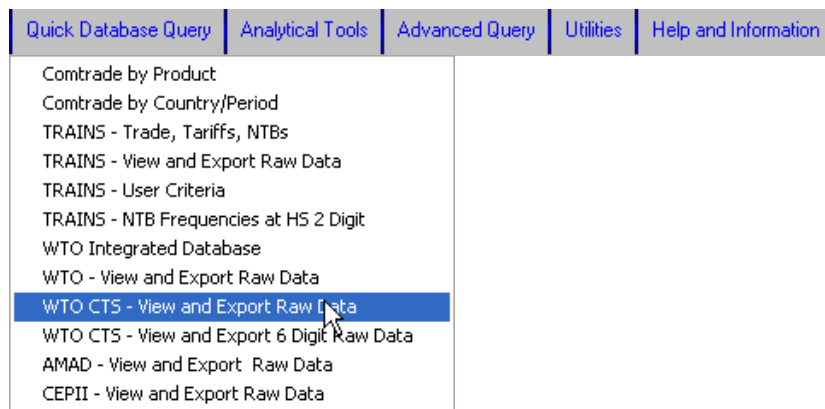 Quick Database Query Analytical Tools Advanced Query Utilities Help and Information
Comtrade by Product
Comtrade by Country/Period
TRAINS - Trade, Tariffs, NTBs
TRAINS - View and Export Raw Data
TRAINS - User Criteria
TRAINS - NTB Frequencies at HS 2 Digit
WTO Integrated Database
WTO - View and Export Raw Data
WTO CTS - View and Export Raw Data
WTO CTS - View and Export 6 Digit Raw Data
AMAD - View and Export  Raw Data
CEPII - View and Export Raw Data